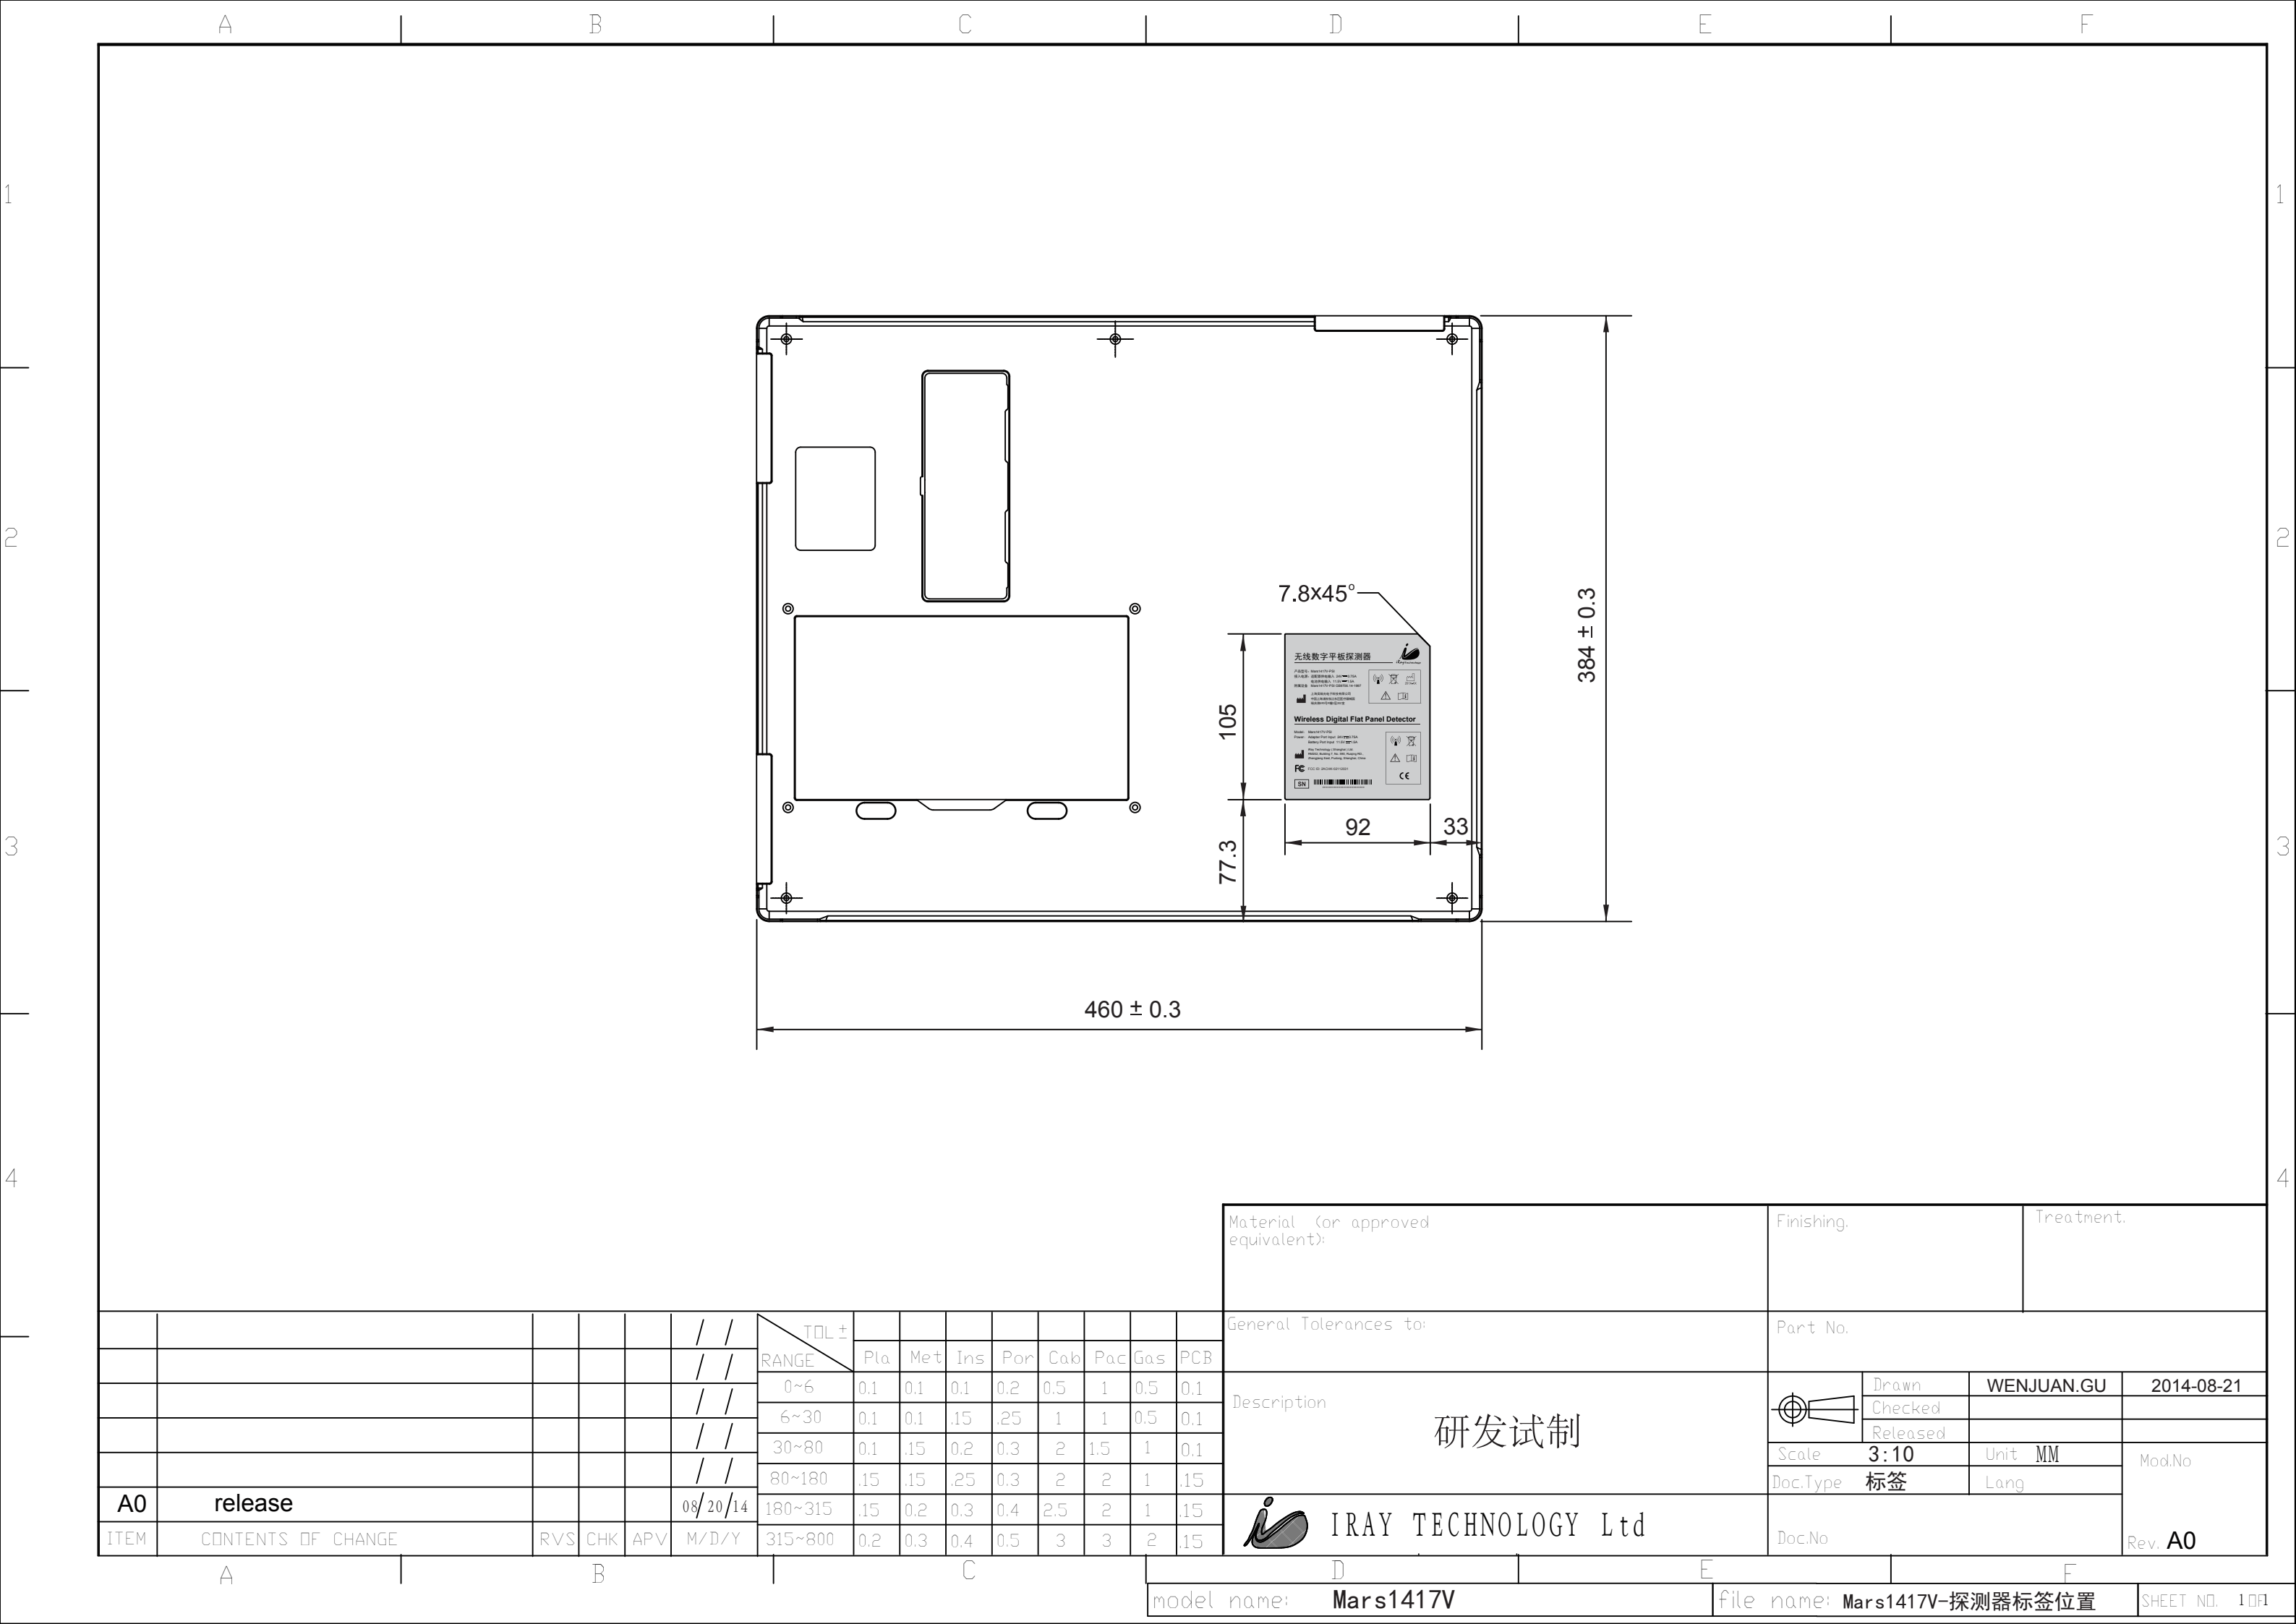 A B C D E F
1 1
2 2
3 3
4 4
7.8x45°
384 ± 0.3
105
77.3
92
33
460 ± 0.3
无线数字平板探测器
Wireless Digital Flat Panel Detector
FC
SN
CE
Material (or approved
equivalent):
Finishing.
Treatment.
General Tolerances to:
Part No.
Description
研发试制
Drawn WENJUAN.GU 2014-08-21
Checked
Released
Scale 3:10 Unit MM
Mod.No
Doc.Type 标签 Lang
IRAY TECHNOLOGY Ltd
Doc.No
Rev. A0
/ /
/ /
/ /
/ /
/ /
A0 release 08/20/14
ITEM CONTENTS OF CHANGE RVS CHK APV M/D/Y
TOL ±
RANGE Pla Met Ins Por Cab Pac Gas PCB
0~6 0.1 0.1 0.1 0.2 0.5 1 0.5 0.1
6~30 0.1 0.1 .15 .25 1 1 0.5 0.1
30~80 0.1 .15 0.2 0.3 2 1.5 1 0.1
80~180 .15 .15 .25 0.3 2 2 1 .15
180~315 .15 0.2 0.3 0.4 2.5 2 1 .15
315~800 0.2 0.3 0.4 0.5 3 3 2 .15
A B C D E F
model name: Mars1417V
file name: Mars1417V-探测器标签位置
SHEET NO. 1 OF 1